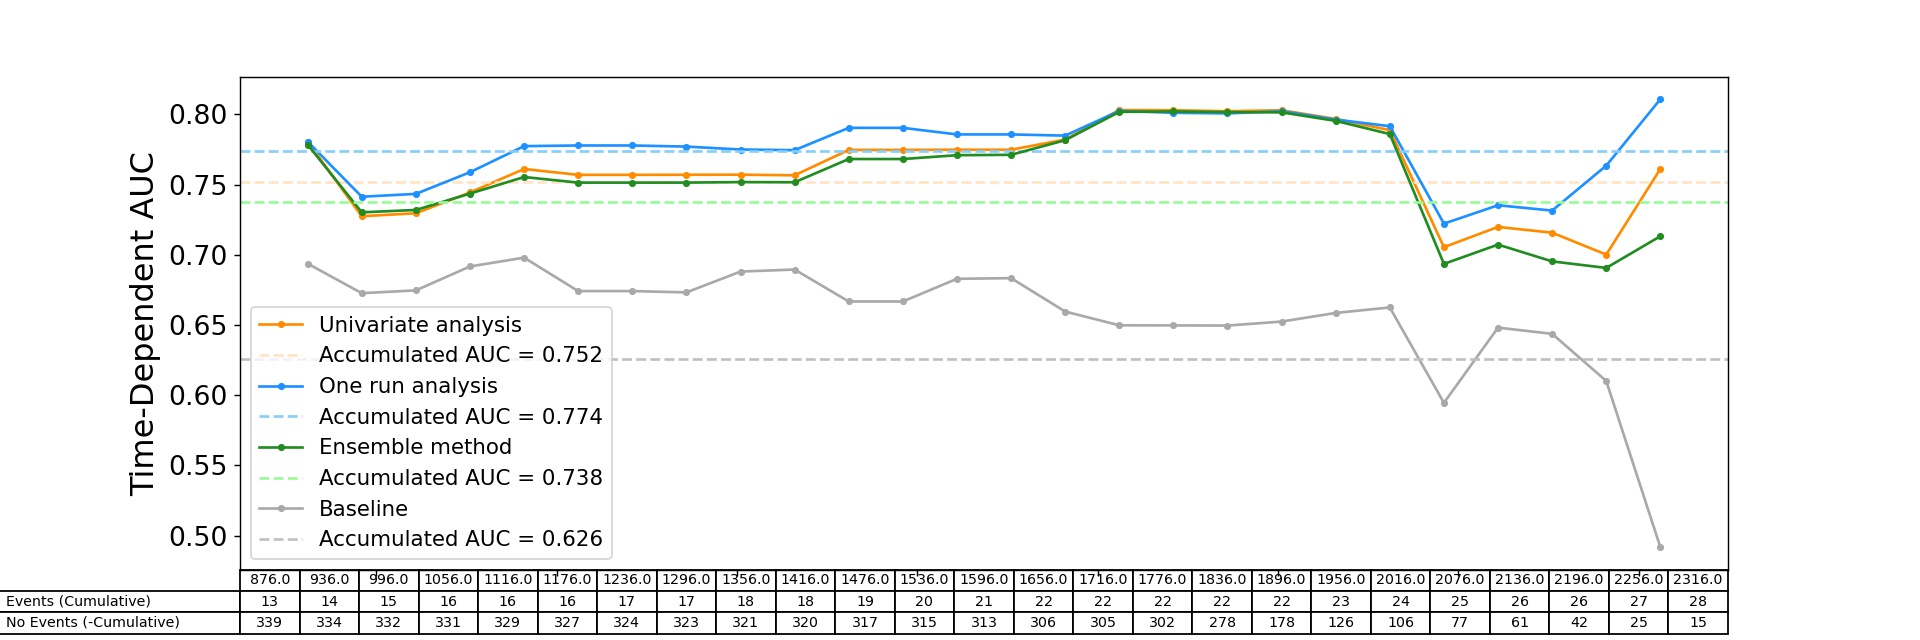 Time-Dependent AUC
0.80
0.75
0.70
0.65
0.60
0.55
0.50
Univariate analysis
Accumulated AUC = 0.752
One run analysis
Accumulated AUC = 0.774
Ensemble method
Accumulated AUC = 0.738
Baseline
Accumulated AUC = 0.626
876.0 936.0 996.0 1056.0 1116.0 1176.0 1236.0 1296.0 1356.0 1416.0 1476.0 1536.0 1596.0 1656.0 1716.0 1776.0 1836.0 1896.0 1956.0 2016.0 2076.0 2136.0 2196.0 2256.0 2316.0
Events (Cumulative) 13 14 15 16 16 16 17 17 18 18 19 20 21 22 22 22 22 22 23 24 25 26 26 27 28
No Events (-Cumulative) 339 334 332 331 329 327 324 323 321 320 317 315 313 306 305 302 278 178 126 106 77 61 42 25 15